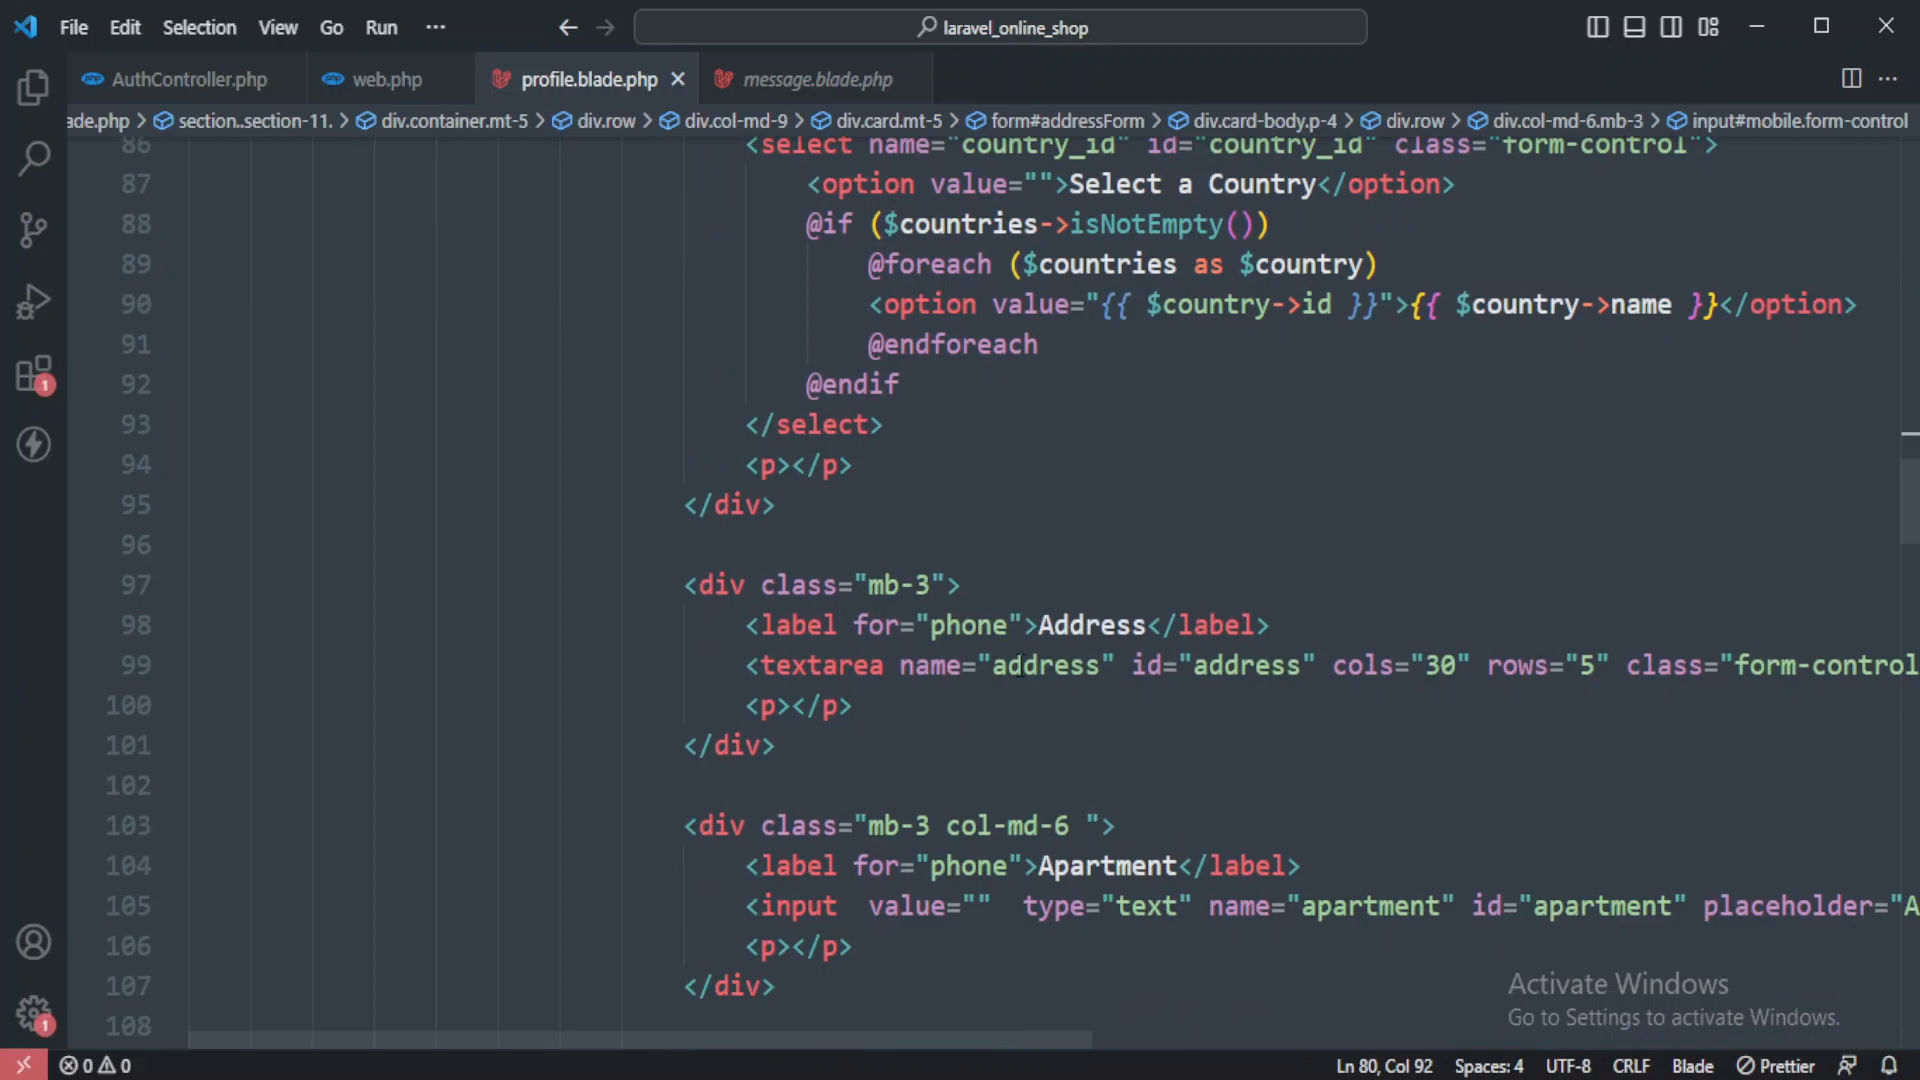 File Edit Selection View Go Run ··· laravel_online_shop
AuthController.php web.php profile.blade.php message.blade.php
ade.php > section..section-11. > div.container.mt-5 > div.row > div.col-md-9 > div.card.mt-5 > form#addressForm > div.card-body.p-4 > div.row > div.col-md-6.mb-3 > input#mobile.form-control
86 <select name="country_id" id="country_id" class="form-control">
87 <option value="">Select a Country</option>
88 @if ($countries->isNotEmpty())
89 @foreach ($countries as $country)
90 <option value="{{ $country->id }}">{{ $country->name }}</option>
91 @endforeach
92 @endif
93 </select>
94 <p></p>
95 </div>
96
97 <div class="mb-3">
98 <label for="phone">Address</label>
99 <textarea name="address" id="address" cols="30" rows="5" class="form-control
100 <p></p>
101 </div>
102
103 <div class="mb-3 col-md-6 ">
104 <label for="phone">Apartment</label>
105 <input value="" type="text" name="apartment" id="apartment" placeholder="A
106 <p></p>
107 </div>
108
1
1
Activate Windows
Go to Settings to activate Windows.
0 0 Ln 80, Col 92 Spaces: 4 UTF-8 CRLF Blade Prettier